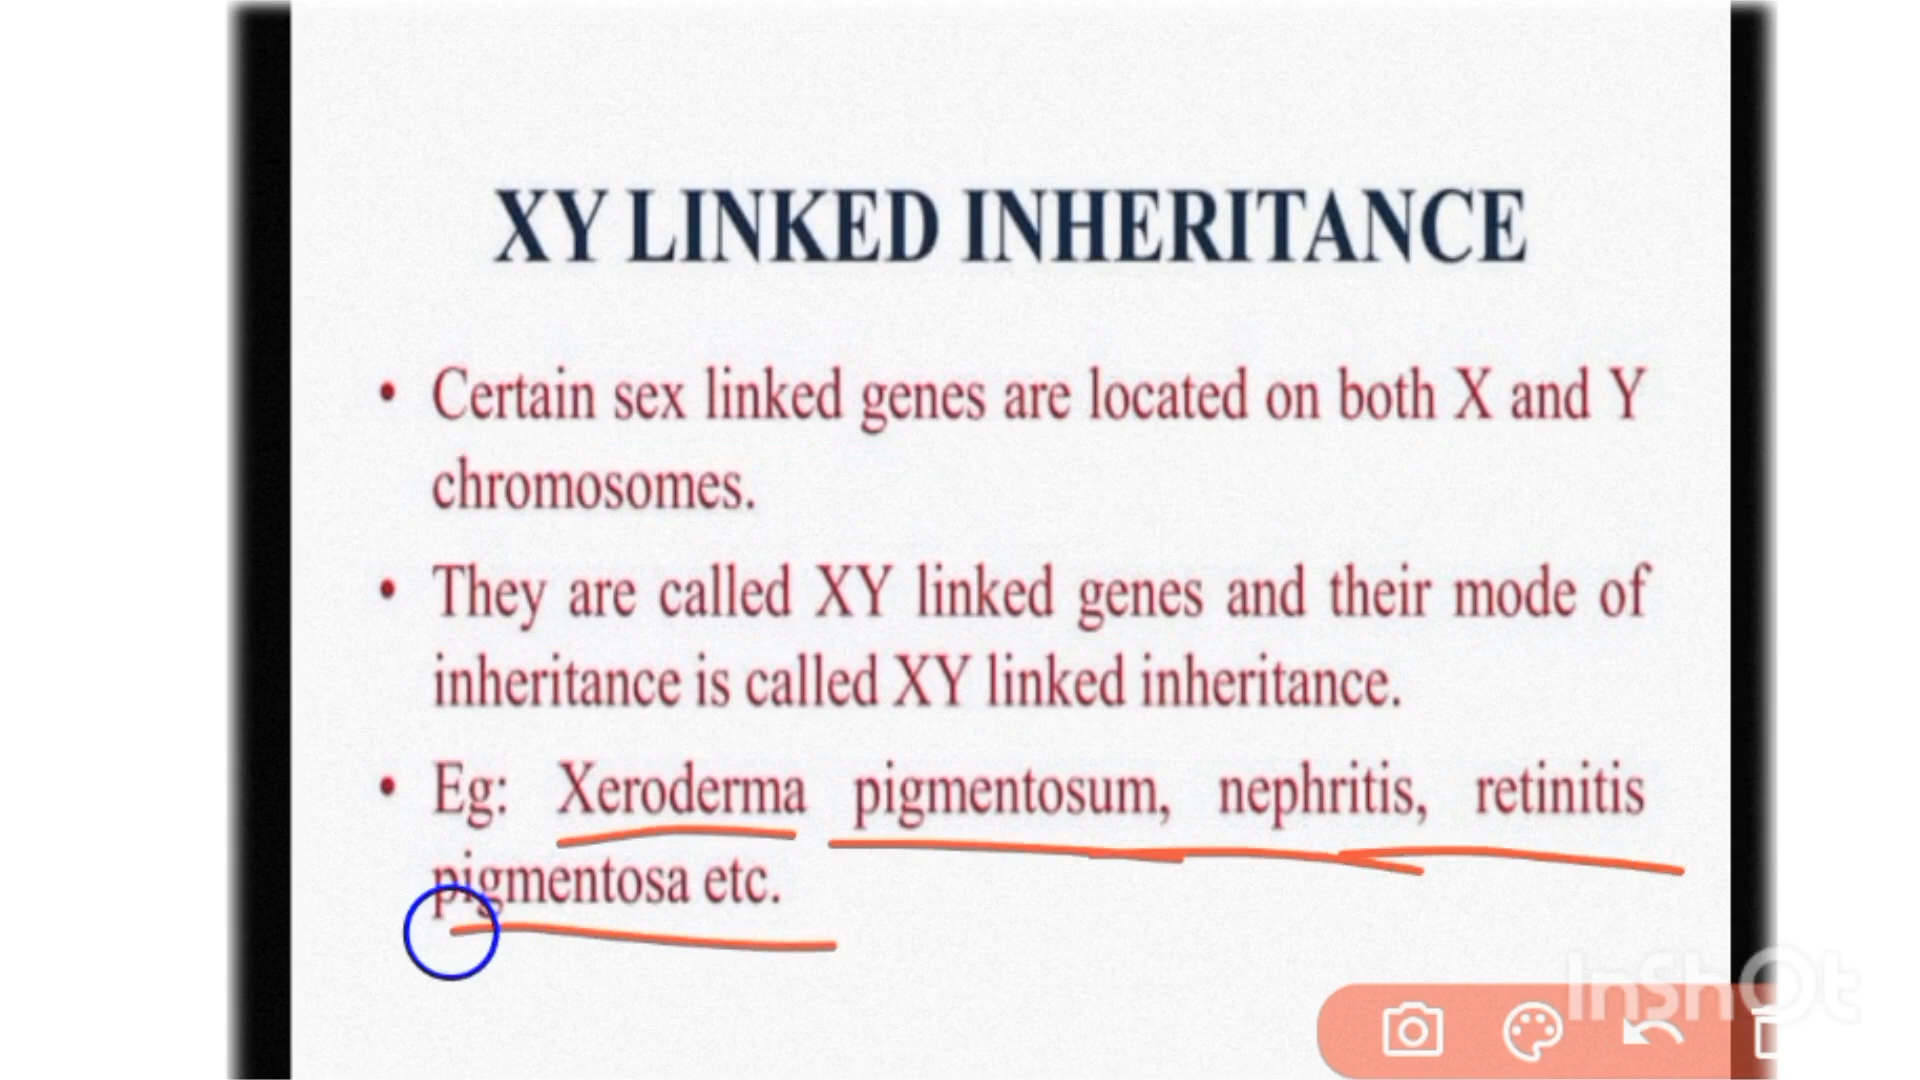 XY LINKED INHERITANCE
• Certain sex linked genes are located on both X and Y
chromosomes.
• They are called XY linked genes and their mode of
inheritance is called XY linked inheritance.
• Eg: Xeroderma pigmentosum, nephritis, retinitis
pigmentosa etc.
InShOt